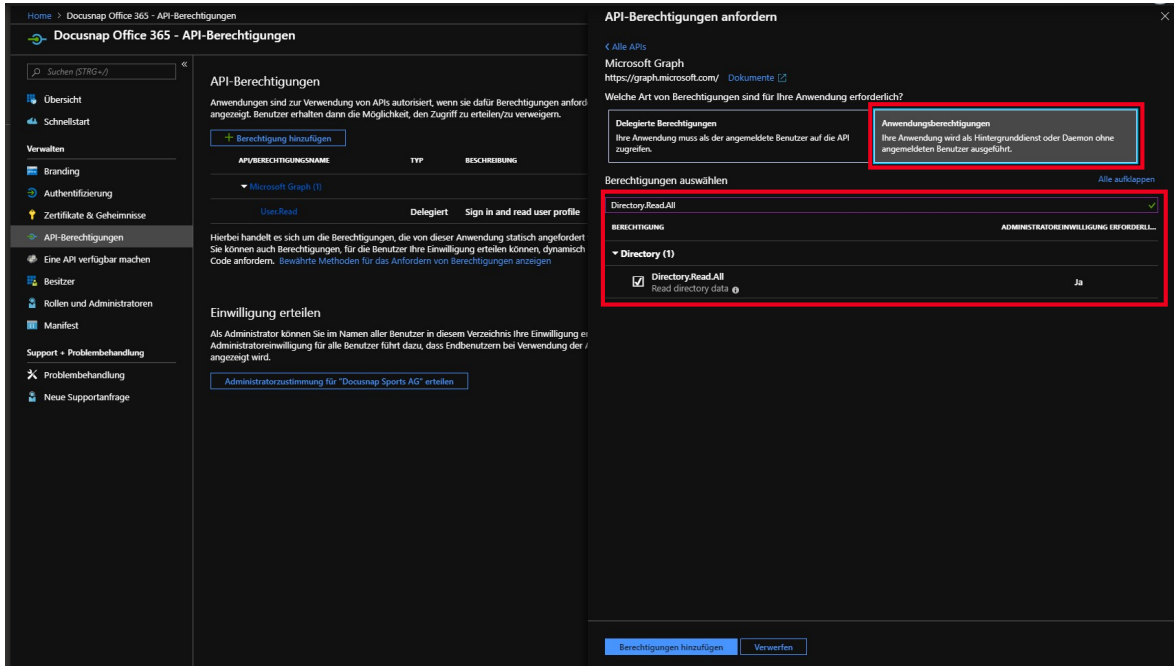 Home > Docusnap Office 365 - API-Berechtigungen
Docusnap Office 365 - API-Berechtigungen
Suchen (STRG+/)
«
Übersicht
Schnellstart
Verwalten
Branding
Authentifizierung
Zertifikate & Geheimnisse
API-Berechtigungen
Eine API verfügbar machen
Besitzer
Rollen und Administratoren
Manifest
Support + Problembehandlung
Problembehandlung
Neue Supportanfrage
API-Berechtigungen
Anwendungen sind zur Verwendung von APIs autorisiert, wenn sie dafür Berechtigungen anford
angezeigt. Benutzer erhalten dann die Möglichkeit, den Zugriff zu erteilen/zu verweigern.
+ Berechtigung hinzufügen
API/BERECHTIGUNGSNAME TYP BESCHREIBUNG
Microsoft Graph (1)
User.Read Delegiert Sign in and read user profile
Hierbei handelt es sich um die Berechtigungen, die von dieser Anwendung statisch angefordert
Sie können auch Berechtigungen, für die Benutzer Ihre Einwilligung erteilen können, dynamisch
Code anfordern. Bewährte Methoden für das Anfordern von Berechtigungen anzeigen
Einwilligung erteilen
Als Administrator können Sie im Namen aller Benutzer in diesem Verzeichnis Ihre Einwilligung e
Administratoreinwilligung für alle Benutzer führt dazu, dass Endbenutzern bei Verwendung der
angezeigt wird.
Administratorzustimmung für "Docusnap Sports AG" erteilen
API-Berechtigungen anfordern
< Alle APIs
Microsoft Graph
https://graph.microsoft.com/ Dokumente
Welche Art von Berechtigungen sind für Ihre Anwendung erforderlich?
Delegierte Berechtigungen
Ihre Anwendung muss als der angemeldete Benutzer auf die API
zugreifen.
Anwendungsberechtigungen
Ihre Anwendung wird als Hintergrunddienst oder Daemon ohne
angemeldeten Benutzer ausgeführt.
Berechtigungen auswählen Alle aufklappen
Directory.Read.All
BERECHTIGUNG ADMINISTRATOREINWILLIGUNG ERFORDERLI...
Directory (1)
Directory.Read.All
Read directory data
Ja
Berechtigungen hinzufügen Verwerfen